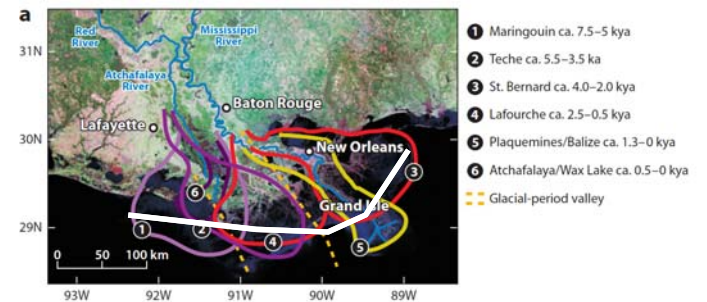 a
Red
River
Mississippi
River
31N
Atchafalaya
River
Baton Rouge
Lafayette
30N
New Orleans
3
6
Grand Isle
29N
1
2
4
5
0 50 100 km
93W 92W 91W 90W 89W
1 Maringouin ca. 7.5–5 kya
2 Teche ca. 5.5–3.5 ka
3 St. Bernard ca. 4.0–2.0 kya
4 Lafourche ca. 2.5–0.5 kya
5 Plaquemines/Balize ca. 1.3–0 kya
6 Atchafalaya/Wax Lake ca. 0.5–0 kya
Glacial-period valley